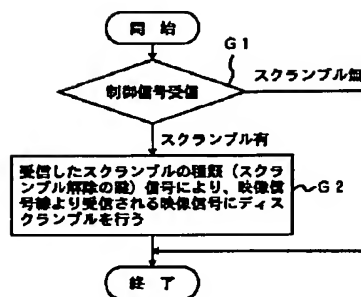 開始
G1
制御信号受信
スクランブル無
スクランブル有
受信したスクランブルの種類（スクラ
ンブル解除の鍵）信号により、映像信
号線より受信される映像信号にディス
クランブルを行う
G2
終了